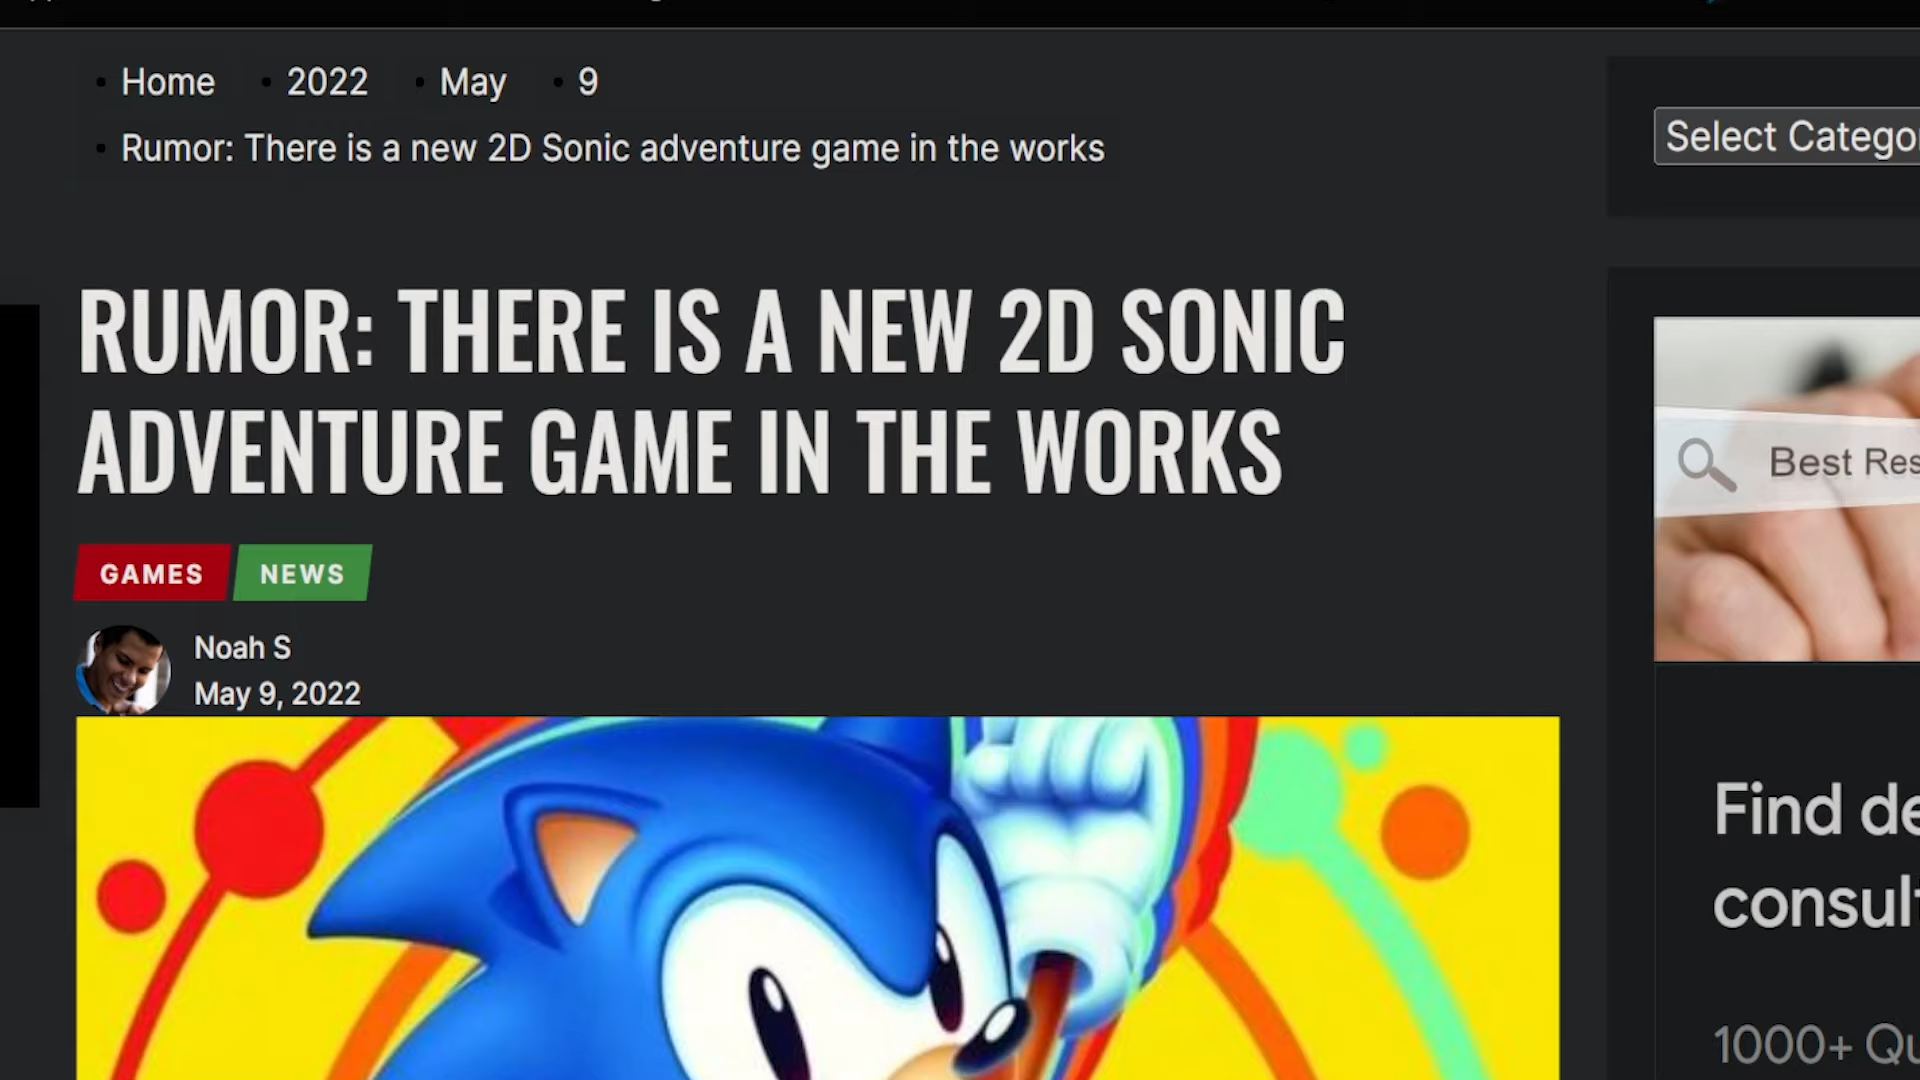 Home 2022 May 9
Rumor: There is a new 2D Sonic adventure game in the works
Select Catego
RUMOR: THERE IS A NEW 2D SONIC
ADVENTURE GAME IN THE WORKS
GAMES NEWS
Noah S
May 9, 2022
Best Res
Find de
consul
1000+ Qu